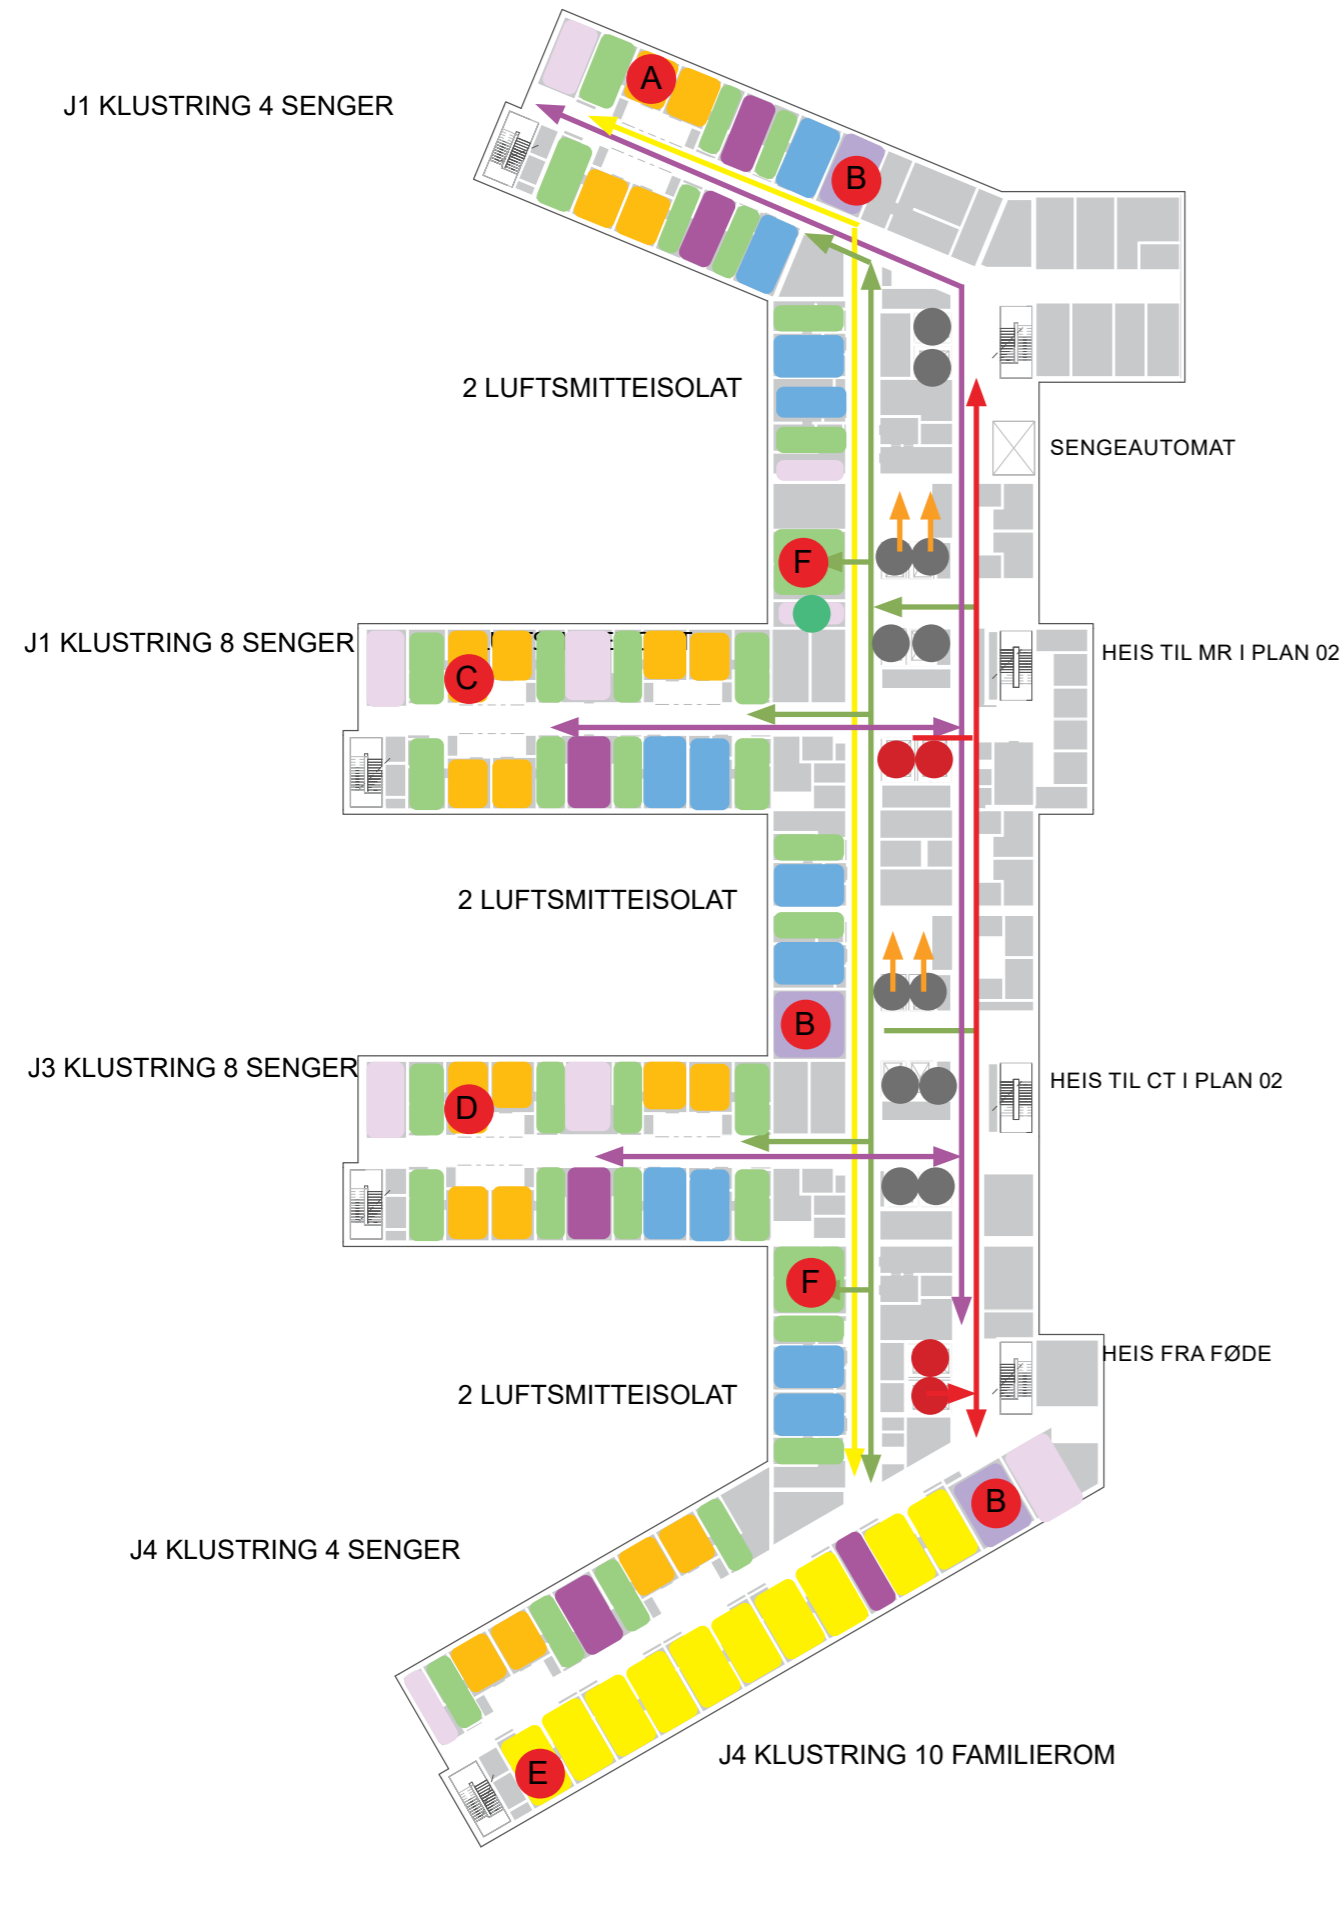 A
J1 KLUSTRING 4 SENGER
B
2 LUFTSMITTEISOLAT
SENGEAUTOMAT
F
J1 KLUSTRING 8 SENGER
HEIS TIL MR I PLAN 02
C
2 LUFTSMITTEISOLAT
B
J3 KLUSTRING 8 SENGER
HEIS TIL CT I PLAN 02
D
F
HEIS FRA FØDE
2 LUFTSMITTEISOLAT
B
J4 KLUSTRING 4 SENGER
J4 KLUSTRING 10 FAMILIEROM
E